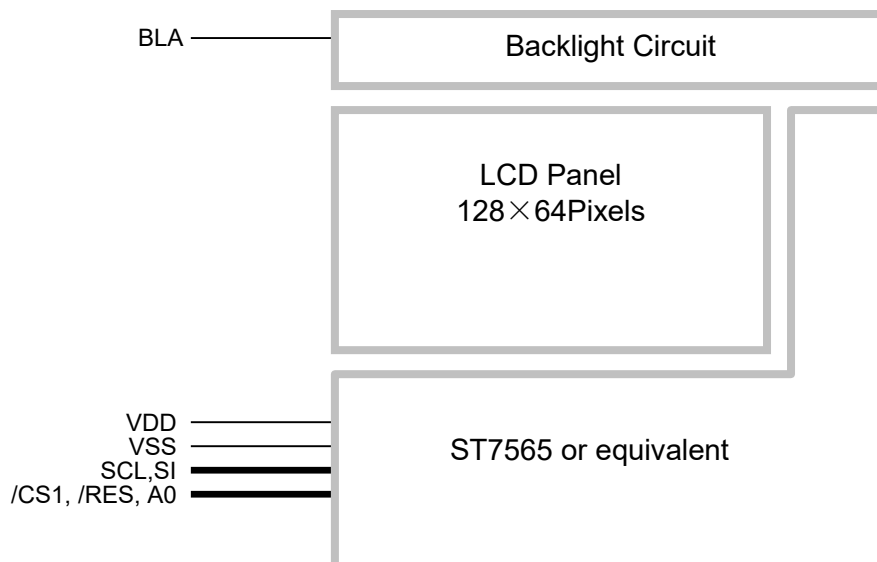 BLA
Backlight Circuit
LCD Panel
128×64Pixels
VDD
VSS
SCL,SI
/CS1, /RES, A0
ST7565 or equivalent